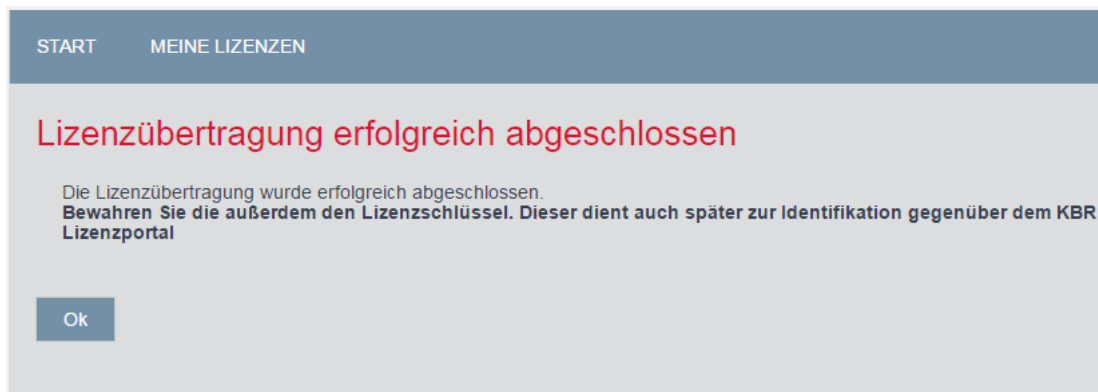 START MEINE LIZENZEN
Lizenzübertragung erfolgreich abgeschlossen
Die Lizenzübertragung wurde erfolgreich abgeschlossen.
Bewahren Sie die außerdem den Lizenzschlüssel. Dieser dient auch später zur Identifikation gegenüber dem KBR
Lizenzportal
Ok